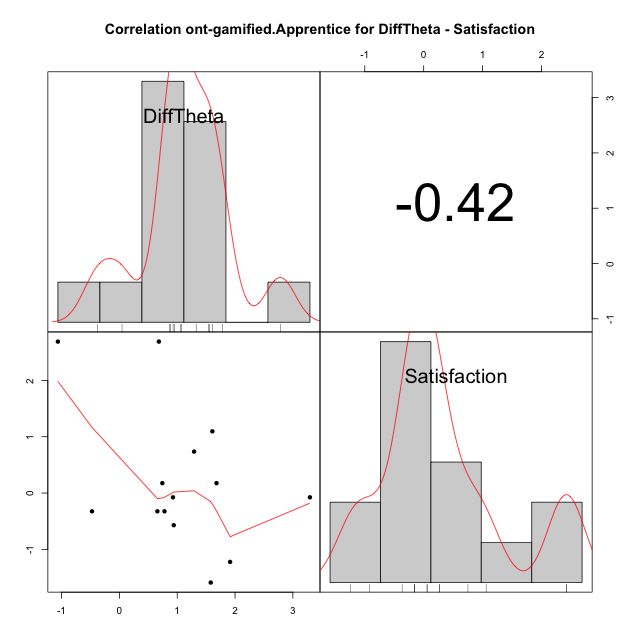 Correlation ont-gamified.Apprentice for DiffTheta - Satisfaction
-1 0 1 2
DiffTheta
-0.42
3
2
1
0
-1
Satisfaction
2
1
0
-1
-1 0 1 2 3